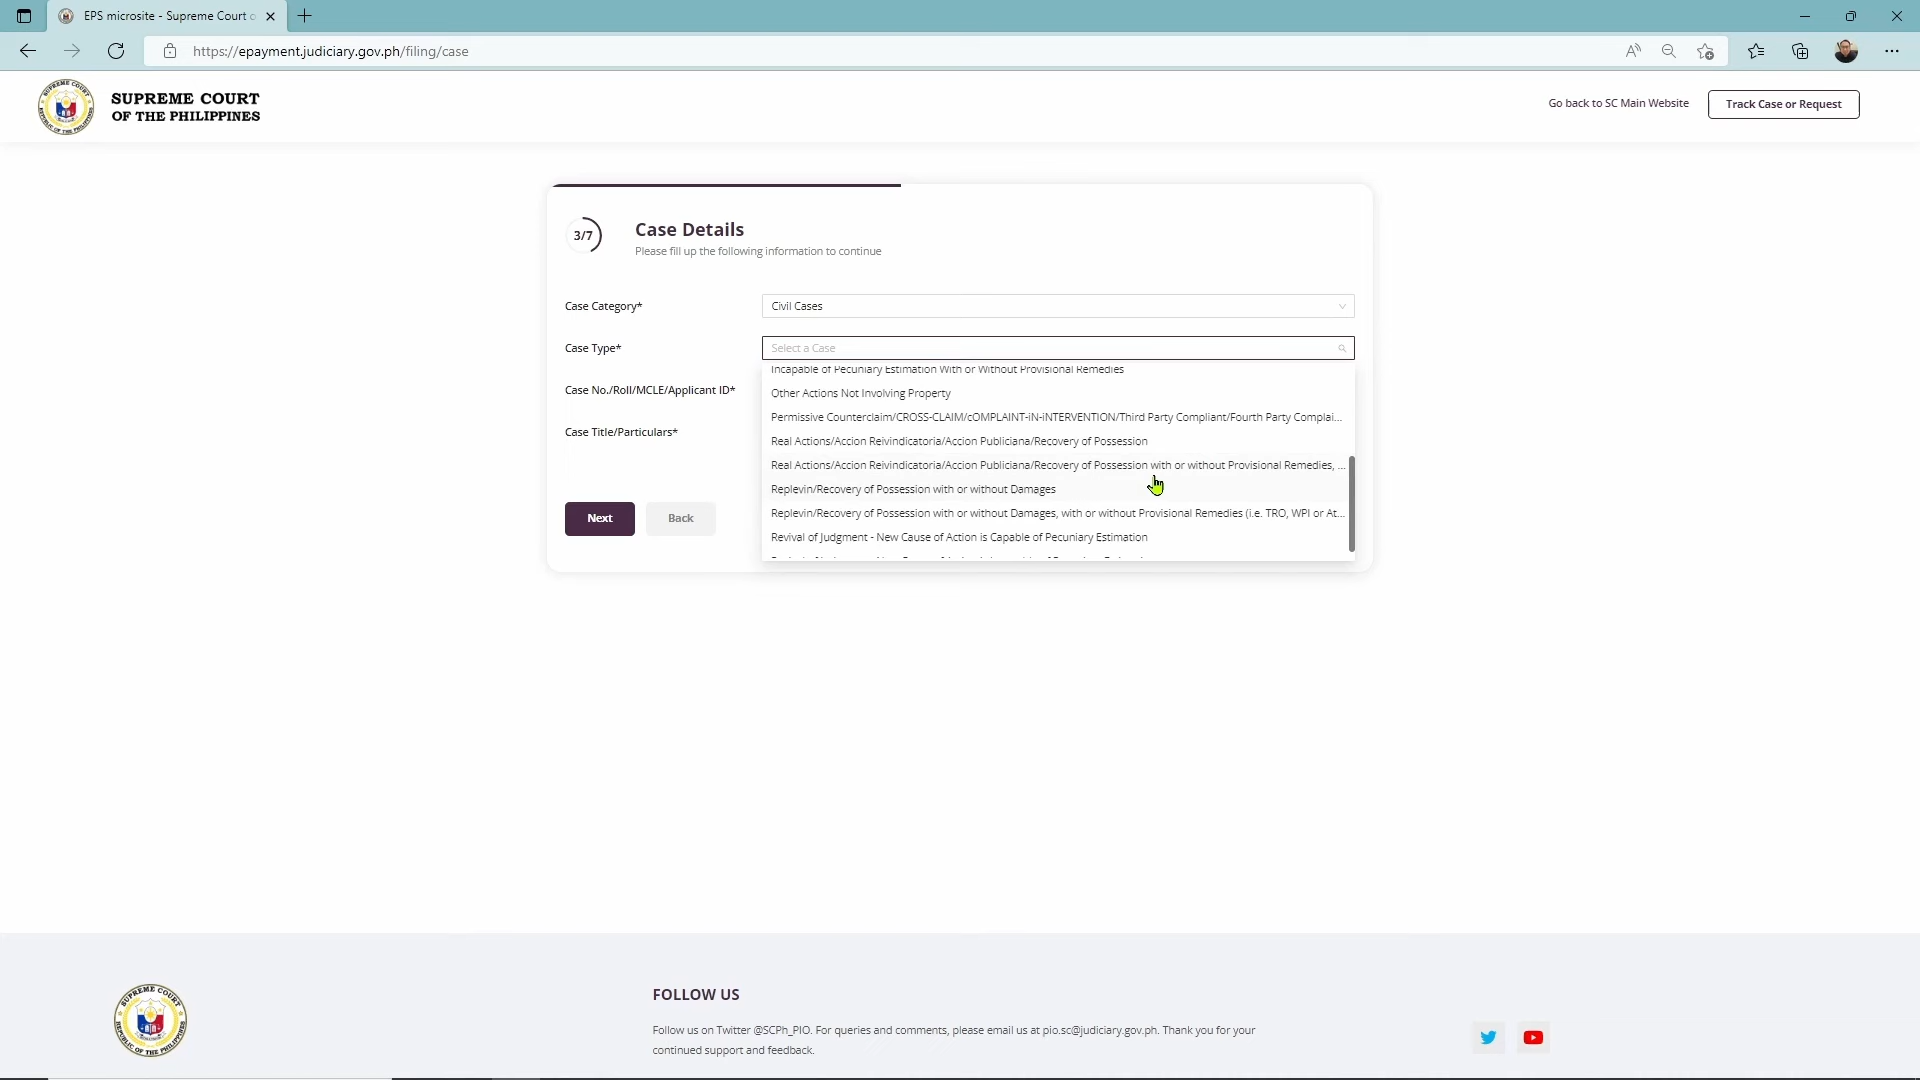 EPS microsite - Supreme Court o
https://epayment.judiciary.gov.ph/filing/case
SUPREME COURT
OF THE PHILIPPINES
Go back to SC Main Website
Track Case or Request
3/7
Case Details
Please fill up the following information to continue
Case Category*
Civil Cases
Case Type*
Select a Case
Incapable of Pecuniary Estimation With or Without Provisional Remedies
Case No./Roll/MCLE/Applicant ID*
Other Actions Not Involving Property
Permissive Counterclaim/CROSS-CLAIM/cOMPLAINT-iN-iNTERVENTION/Third Party Compliant/Fourth Party Complai...
Case Title/Particulars*
Real Actions/Accion Reivindicatoria/Accion Publiciana/Recovery of Possession
Real Actions/Accion Reivindicatoria/Accion Publiciana/Recovery of Possession with or without Provisional Remedies, ...
Replevin/Recovery of Possession with or without Damages
Replevin/Recovery of Possession with or without Damages, with or without Provisional Remedies (i.e. TRO, WPI or At...
Revival of Judgment - New Cause of Action is Capable of Pecuniary Estimation
Next
Back
SUPREME COURT
REPUBLIC OF THE PHILIPPINES
FOLLOW US
Follow us on Twitter @SCPh_PIO. For queries and comments, please email us at pio.sc@judiciary.gov.ph. Thank you for your
continued support and feedback.